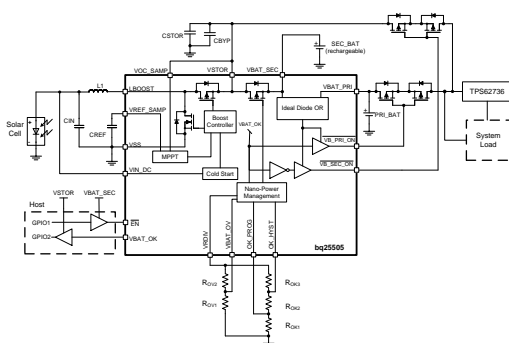 CSTOR
CBYP
SEC_BAT
(rechargeable)
VOC_SAMP
VSTOR
VBAT_SEC
L1
LBOOST
VBAT_PRI
TPS62736
Solar
Cell
CIN
CREF
VREF_SAMP
Boost
Controller
Ideal Diode OR
VBAT_OK
PRI_BAT
System
Load
VB_PRI_ON
VSS
MPPT
VB_SEC_ON
VIN_DC
Cold Start
Nano-Power
Management
Host
VSTOR
VBAT_SEC
GPIO1
EN
GPIO2
VBAT_OK
VRDIV
VBAT_OV
OK_PROG
OK_HYST
bq25505
ROV2
ROK3
ROV1
ROK2
ROK1